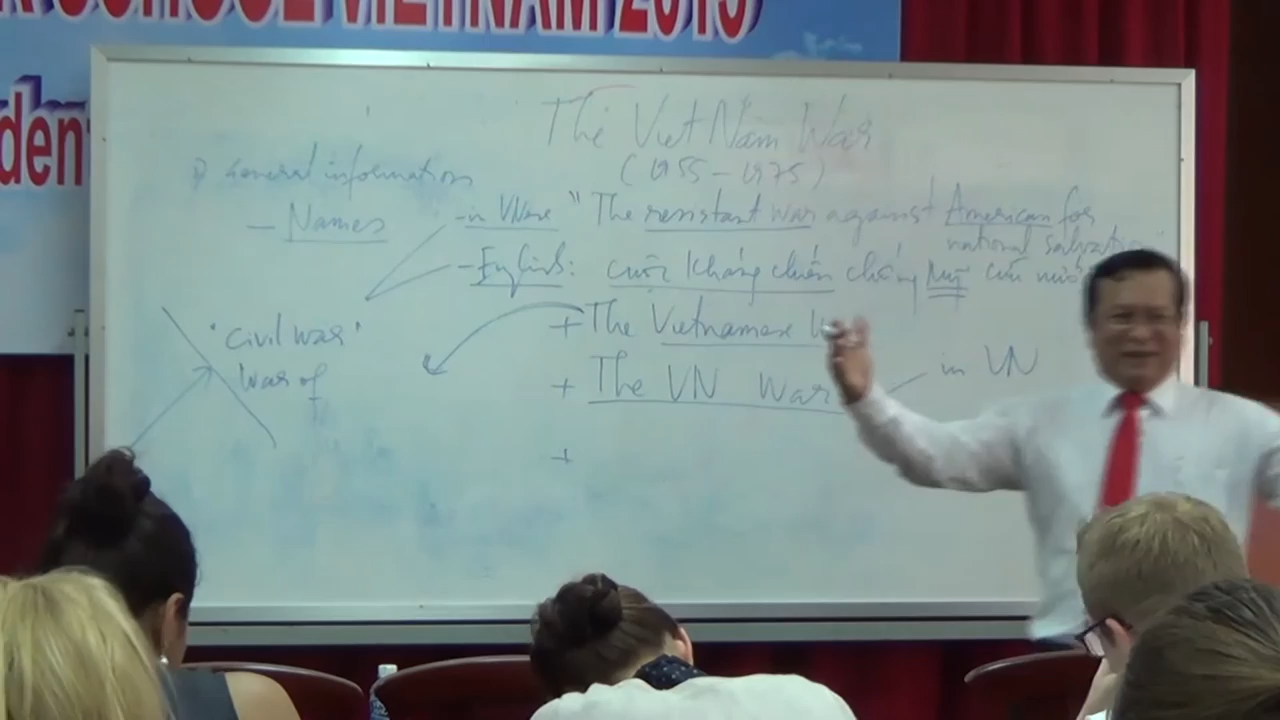 SCHOOL VIETNAM 2015
den
The Viet Nam War
(1955-1975)
General information
- Names
- in VNese "The resistant war against American for
national salvation"
- English: cuộc kháng chiến chống Mỹ cứu nước
+ The Vietnamese
+ The VN War
in VN
+
"Civil war"
War of